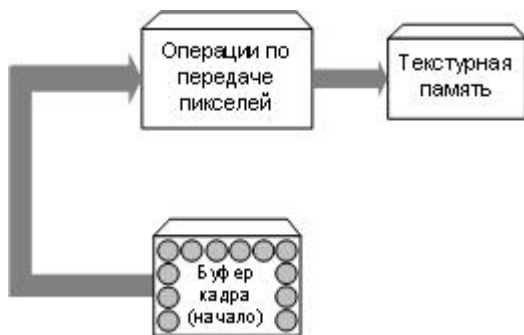 Операции по
передаче
пикселей
Текстурная
память
Буфер
кадра
(начало)